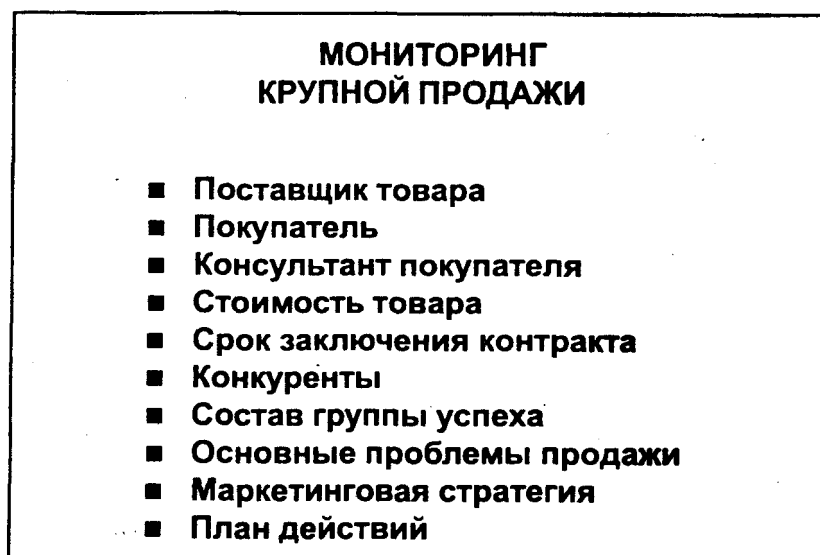 МОНИТОРИНГ
КРУПНОЙ ПРОДАЖИ
■ Поставщик товара
■ Покупатель
■ Консультант покупателя
■ Стоимость товара
■ Срок заключения контракта
■ Конкуренты
■ Состав группы успеха
■ Основные проблемы продажи
■ Маркетинговая стратегия
■ План действий